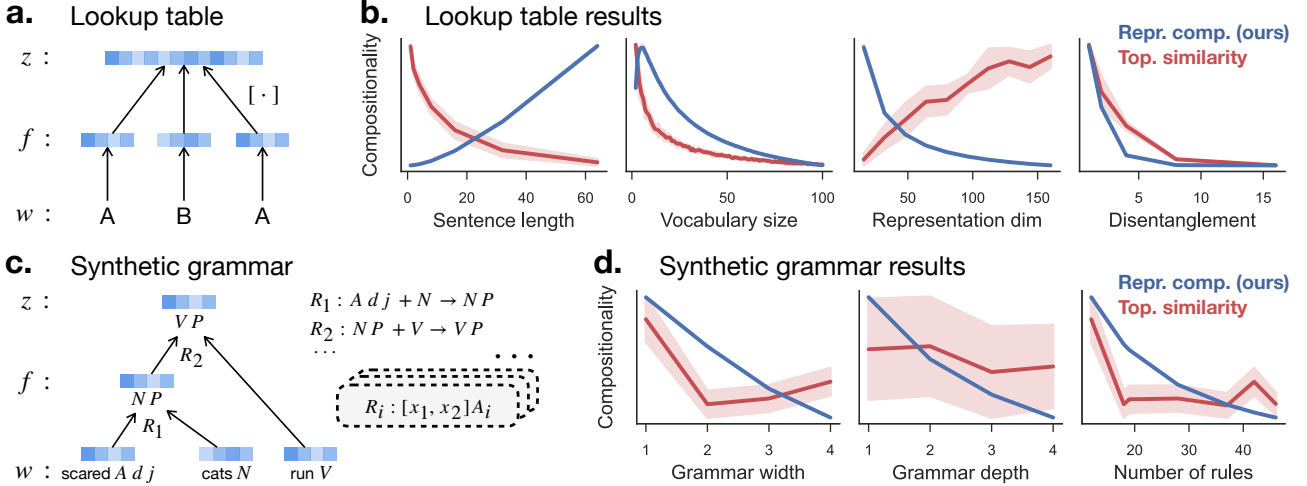 a. Lookup table
z :
[ · ]
f :
w : A B A
b. Lookup table results
Repr. comp. (ours)
Top. similarity
Compositionality
0 20 40 60
Sentence length
0 50 100
Vocabulary size
50 100 150
Representation dim
5 10 15
Disentanglement
c. Synthetic grammar
z :
V P
R2
f :
N P
R1
w : scared A d j cats N run V
R1 : A d j + N → N P
R2 : N P + V → V P
...
...
Ri : [x1, x2]Ai
d. Synthetic grammar results
Repr. comp. (ours)
Top. similarity
Compositionality
1 2 3 4
Grammar width
1 2 3 4
Grammar depth
20 40
Number of rules